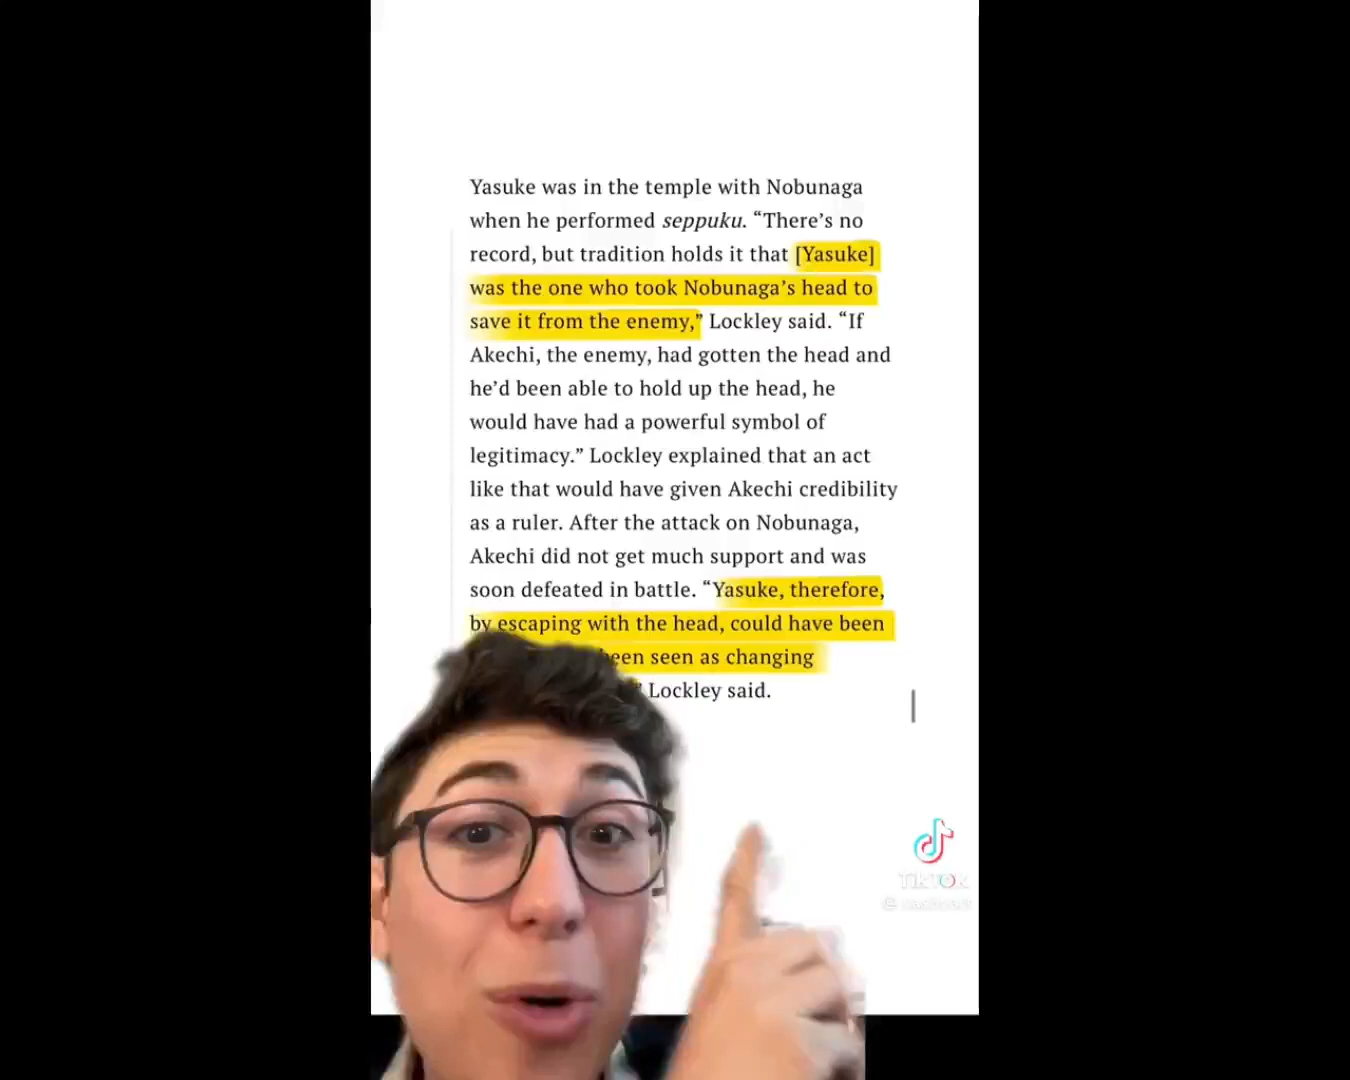 Yasuke was in the temple with Nobunaga
when he performed seppuku. “There’s no
record, but tradition holds it that [Yasuke]
was the one who took Nobunaga’s head to
save it from the enemy,” Lockley said. “If
Akechi, the enemy, had gotten the head and
he’d been able to hold up the head, he
would have had a powerful symbol of
legitimacy.” Lockley explained that an act
like that would have given Akechi credibility
as a ruler. After the attack on Nobunaga,
Akechi did not get much support and was
soon defeated in battle. “Yasuke, therefore,
by escaping with the head, could have been
been seen as changing
” Lockley said.
TikTok